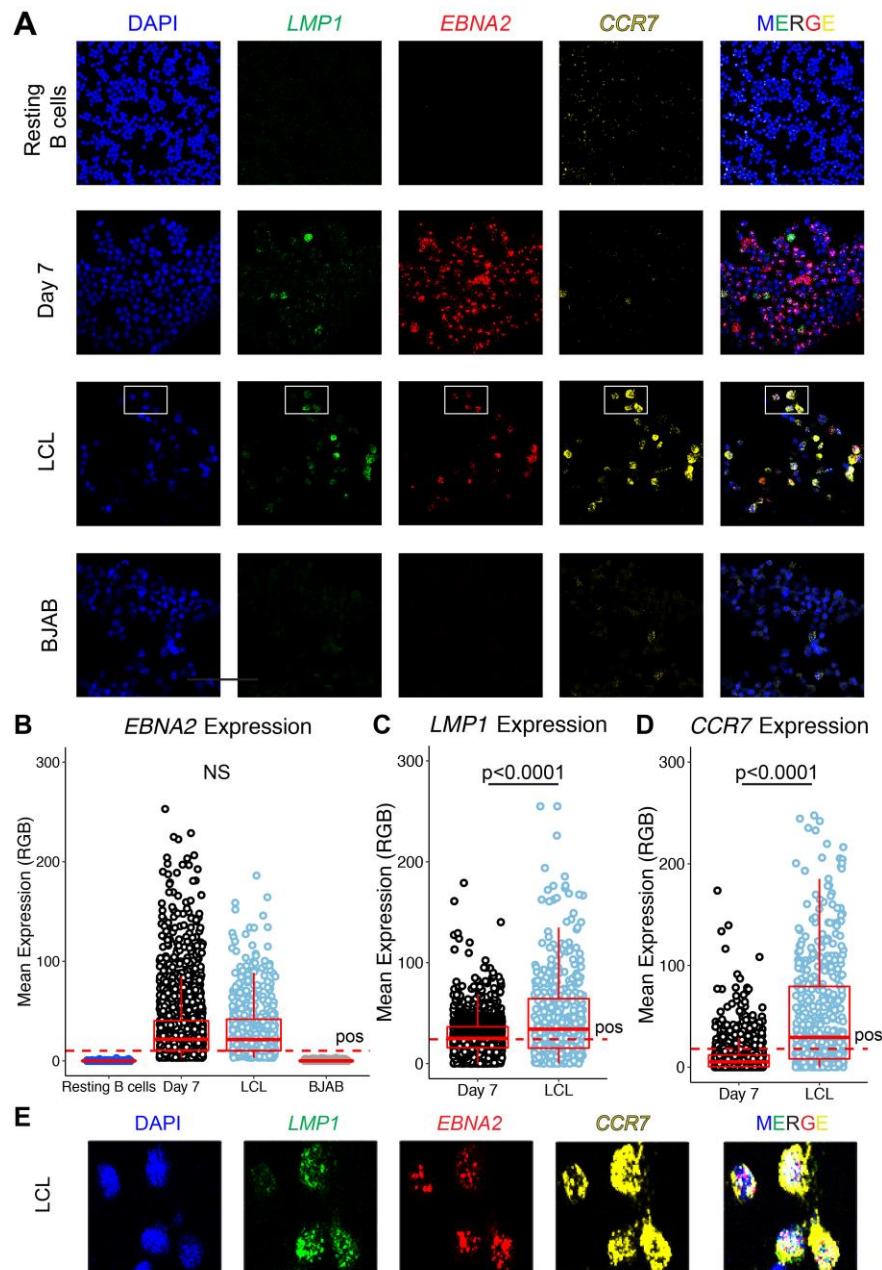 A
DAPI LMP1 EBNA2 CCR7 MERGE
Resting
B cells
Day 7
LCL
BJAB
B EBNA2 Expression
NS
Mean Expression (RGB)
300
200
100
0
pos
Resting B cells Day 7 LCL BJAB
C LMP1 Expression
p<0.0001
Mean Expression (RGB)
300
200
100
0
pos
Day 7 LCL
D CCR7 Expression
p<0.0001
Mean Expression (RGB)
300
200
100
0
pos
Day 7 LCL
E
DAPI LMP1 EBNA2 CCR7 MERGE
LCL